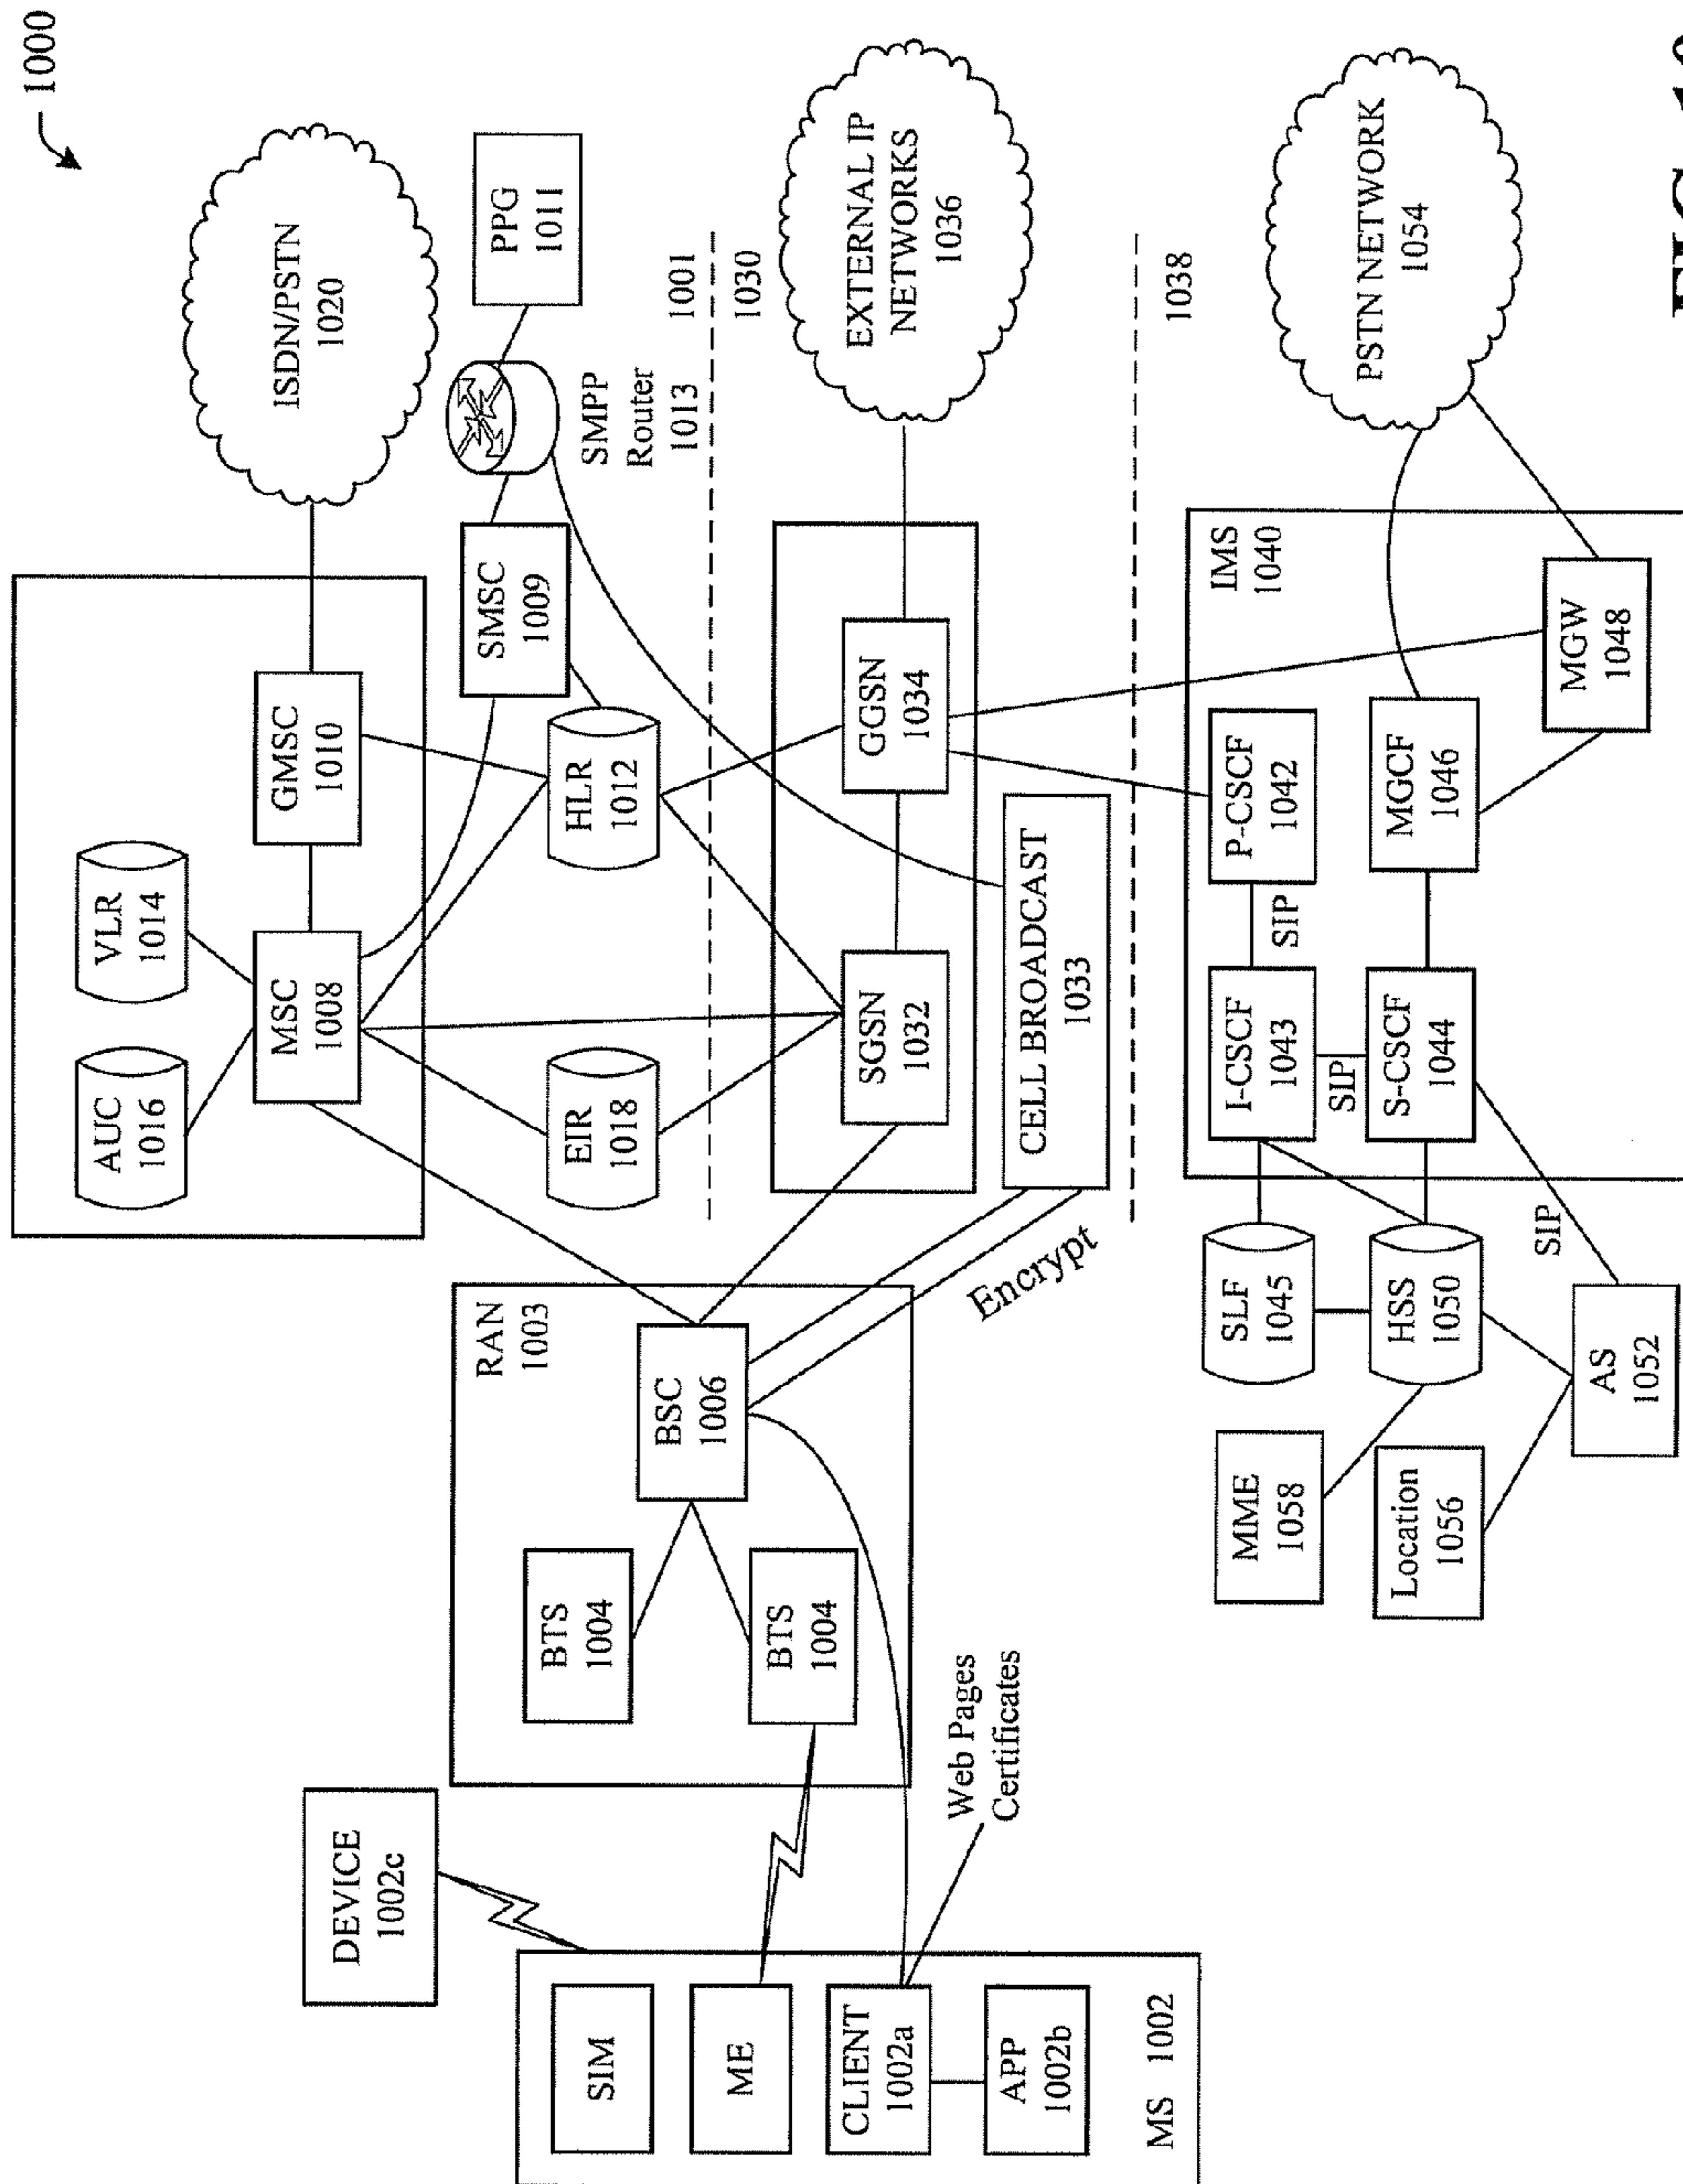 1000
ISDN/PSTN
1020
AUC
1016
VLR
1014
MSC
1008
GMSC
1010
SMSC
1009
PPG
1011
SMPP
Router
1013
EIR
1018
HLR
1012
1001
1030
DEVICE
1002c
RAN
1003
BTS
1004
BTS
1004
BSC
1006
SIM
ME
CLIENT
1002a
APP
1002b
MS 1002
Web Pages
Certificates
Encrypt
SGSN
1032
GGSN
1034
EXTERNAL IP
NETWORKS
1036
CELL BROADCAST
1033
1038
IMS
1040
I-CSCF
1043
SIP
P-CSCF
1042
SIP
S-CSCF
1044
MGCF
1046
MGW
1048
PSTN NETWORK
1054
SLF
1045
HSS
1050
SIP
MME
1058
Location
1056
AS
1052